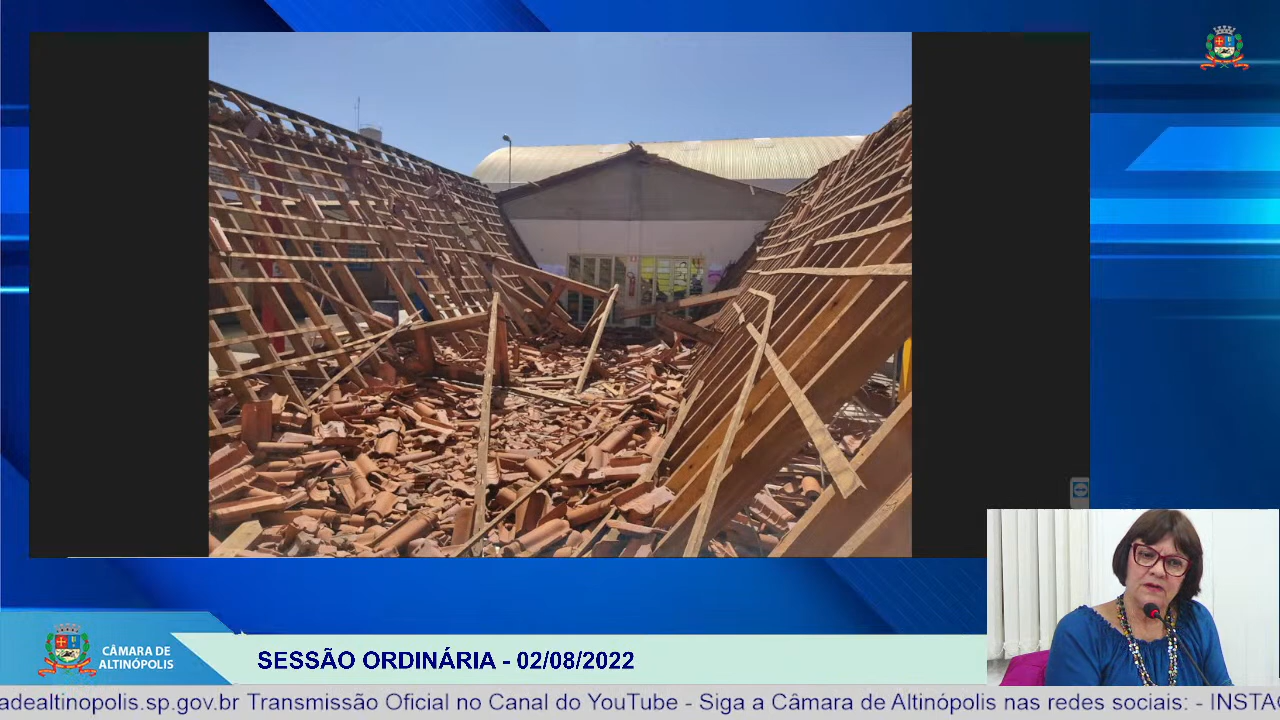 CÂMARA DE
ALTINÓPOLIS
SESSÃO ORDINÁRIA - 02/08/2022
adealtinopolis.sp.gov.br Transmissão Oficial no Canal do YouTube - Siga a Câmara de Altinópolis nas redes sociais: - INSTA